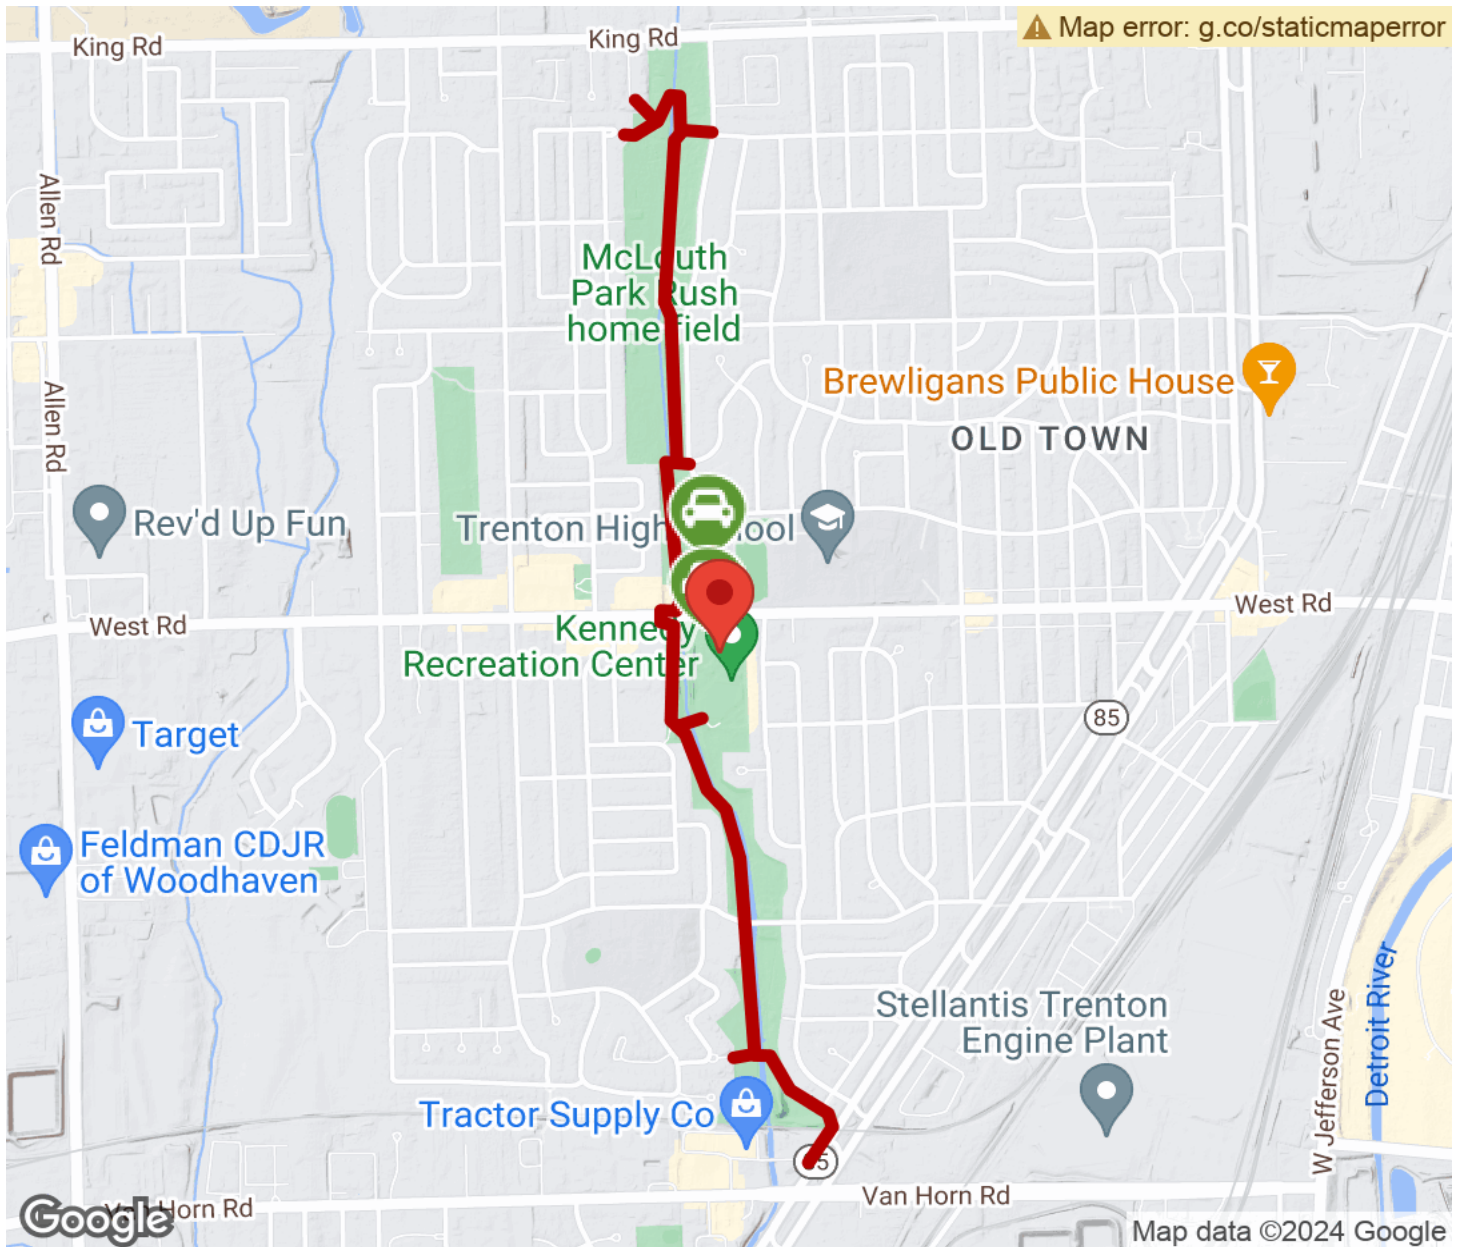 Map error: g.co/staticmaperror
King Rd
King Rd
Allen Rd
McLouth
Park Rush
home field
Brewligans Public House
OLD TOWN
Allen Rd
Rev'd Up Fun
Trenton High School
West Rd
West Rd
Kennedy
Recreation Center
85
Target
Feldman CDJR
of Woodhaven
Stellantis Trenton
Engine Plant
Detroit River
W Jefferson Ave
Tractor Supply Co
85
Van Horn Rd
Van Horn Rd
Google
Map data ©2024 Google